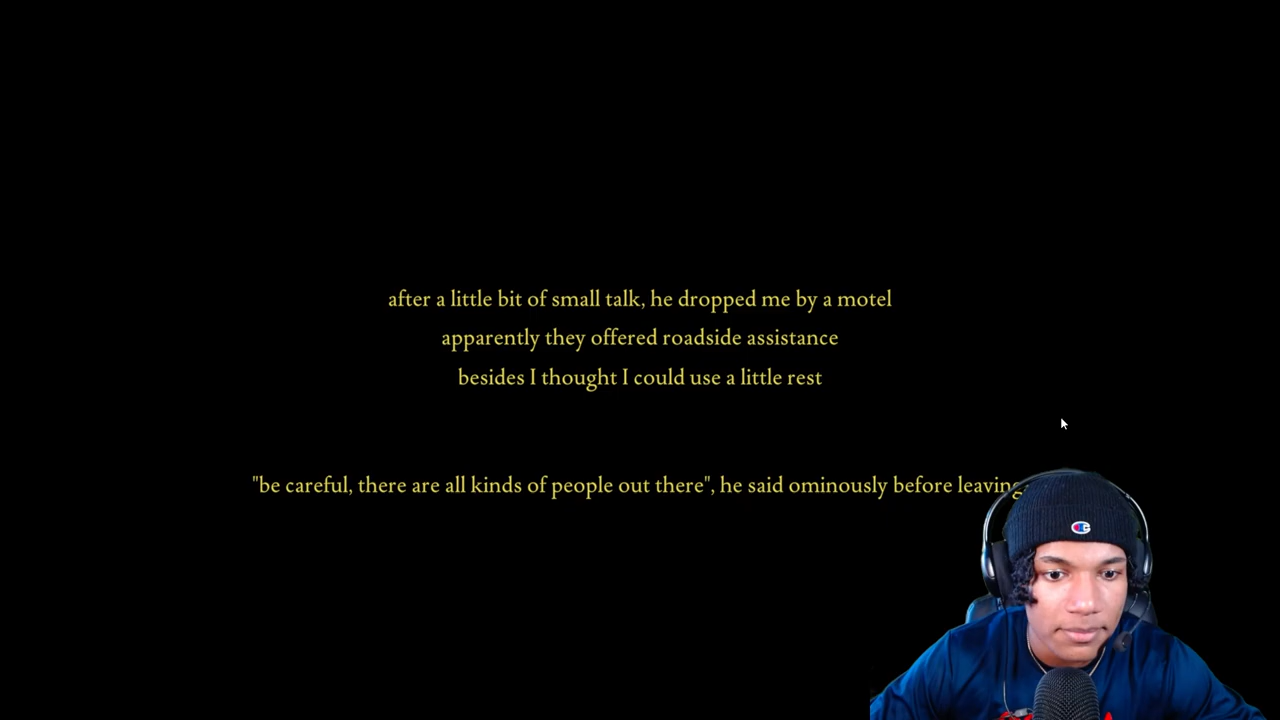 after a little bit of small talk, he dropped me by a motel
apparently they offered roadside assistance
besides I thought I could use a little rest
"be careful, there are all kinds of people out there", he said ominously before leaving